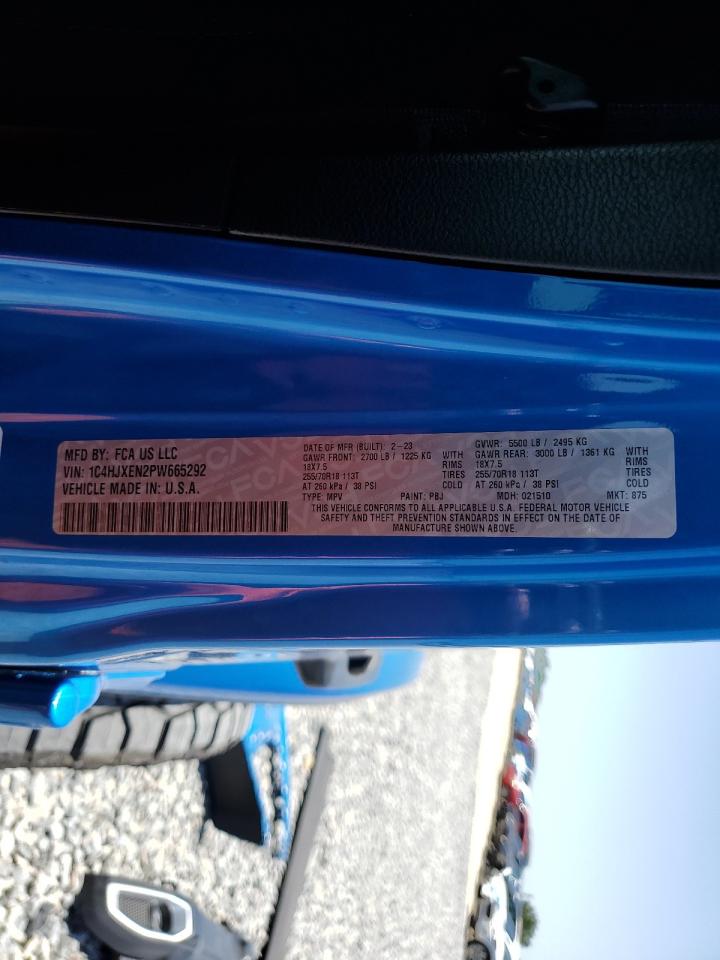 MFD BY: FCA US LLC
VIN: 1C4HJXEN2PW665292
VEHICLE MADE IN: U.S.A.
DATE OF MFR (BUILT): 2-23 GVWR: 5500 LB / 2495 KG
GAWR FRONT: 2700 LB / 1225 KG WITH GAWR REAR: 3000 LB / 1361 KG WITH
18X7.5 RIMS 18X7.5 RIMS
255/70R18 113T TIRES 255/70R18 113T TIRES
AT 260 kPa / 38 PSI COLD AT 260 kPa / 38 PSI COLD
TYPE: MPV PAINT: PBJ MDH: 021510 MKT: 875
THIS VEHICLE CONFORMS TO ALL APPLICABLE U.S.A. FEDERAL MOTOR VEHICLE
SAFETY AND THEFT PREVENTION STANDARDS IN EFFECT ON THE DATE OF
MANUFACTURE SHOWN ABOVE.